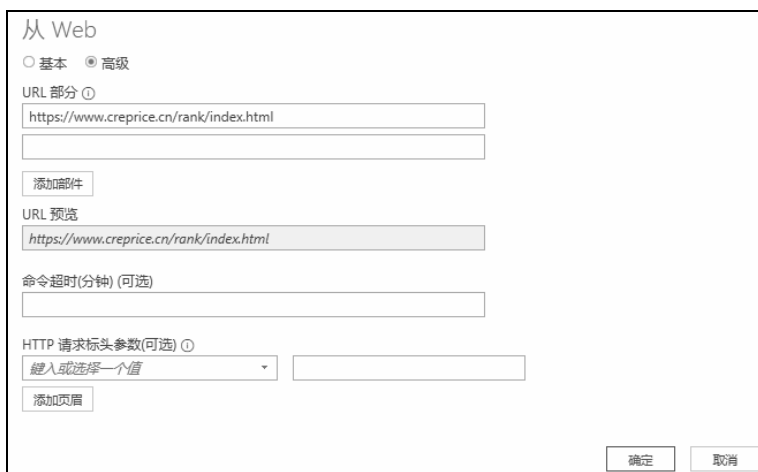 从 Web
基本 高级
URL 部分
https://www.creprice.cn/rank/index.html
添加部件
URL 预览
https://www.creprice.cn/rank/index.html
命令超时(分钟) (可选)
HTTP 请求标头参数(可选)
键入或选择一个值
添加页眉
确定 取消